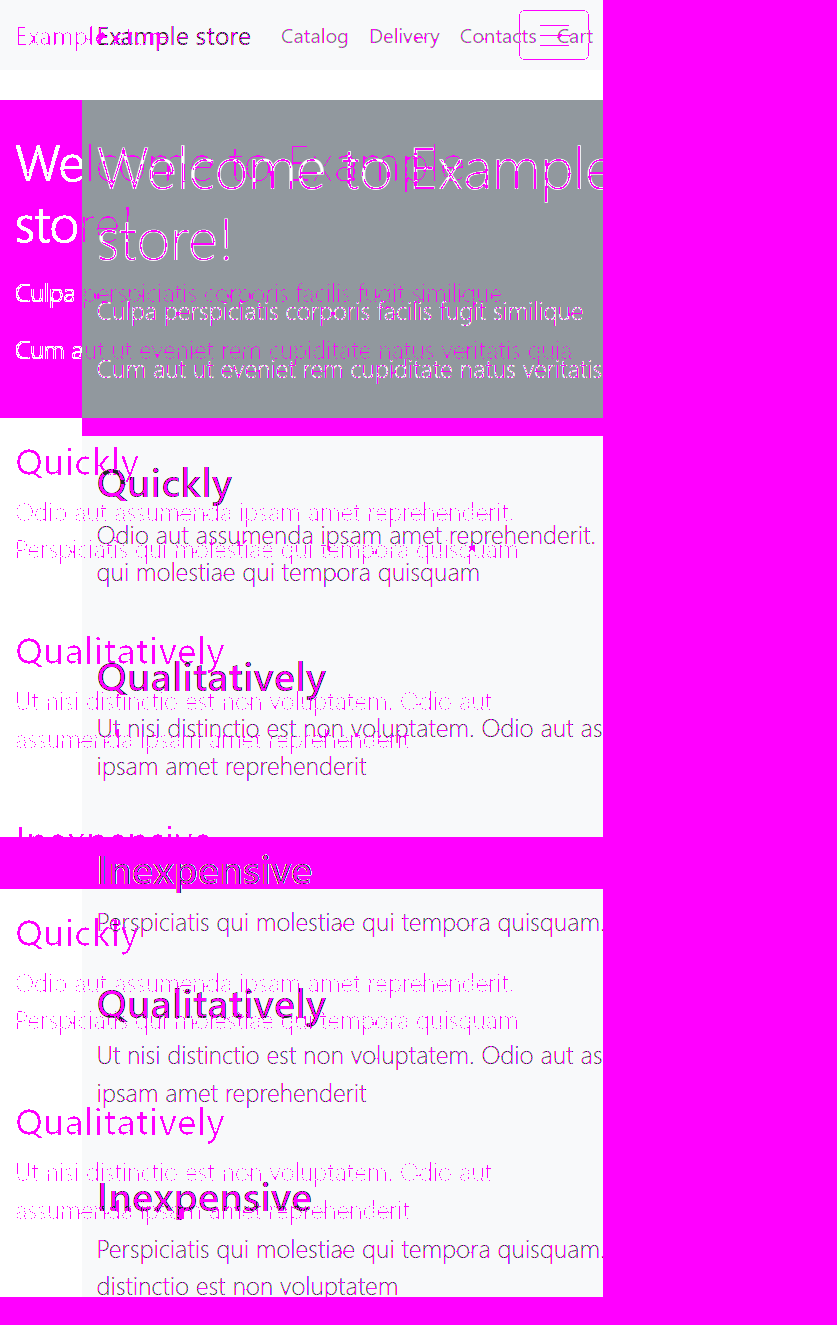 Example store
Example store Catalog Delivery Contacts Cart
Welcome to Example
store!
Welcome to Example
store!
Culpa perspiciatis corporis facilis fugit similique
Culpa perspiciatis corporis facilis fugit similique
Cum aut ut eveniet rem cupiditate natus veritatis quia
Cum aut ut eveniet rem cupiditate natus veritatis
Quickly
Quickly
Odio aut assumenda ipsam amet reprehenderit.
Odio aut assumenda ipsam amet reprehenderit.
Perspiciatis qui molestiae qui tempora quisquam
qui molestiae qui tempora quisquam
Qualitatively
Qualitatively
Ut nisi distinctio est non voluptatem. Odio aut
Ut nisi distinctio est non voluptatem. Odio aut as
assumenda ipsam amet reprehenderit
ipsam amet reprehenderit
Inexpensive
Inexpensive
Perspiciatis qui molestiae qui tempora quisquam.
Quickly
Odio aut assumenda ipsam amet reprehenderit.
Qualitatively
Perspiciatis qui molestiae qui tempora quisquam
Ut nisi distinctio est non voluptatem. Odio aut as
ipsam amet reprehenderit
Qualitatively
Ut nisi distinctio est non voluptatem. Odio aut
Inexpensive
assumenda ipsam amet reprehenderit
Perspiciatis qui molestiae qui tempora quisquam.
distinctio est non voluptatem